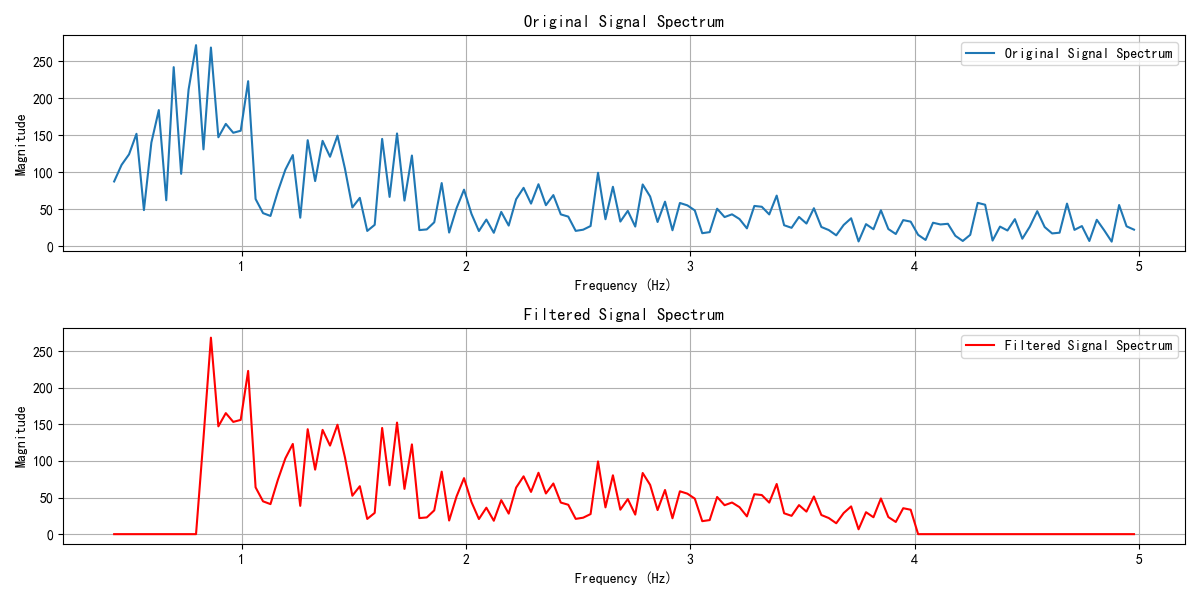 Original Signal Spectrum
Original Signal Spectrum
250
200
150
100
50
0
Magnitude
1 2 3 4 5
Frequency (Hz)
Filtered Signal Spectrum
Filtered Signal Spectrum
250
200
150
100
50
0
Magnitude
1 2 3 4 5
Frequency (Hz)